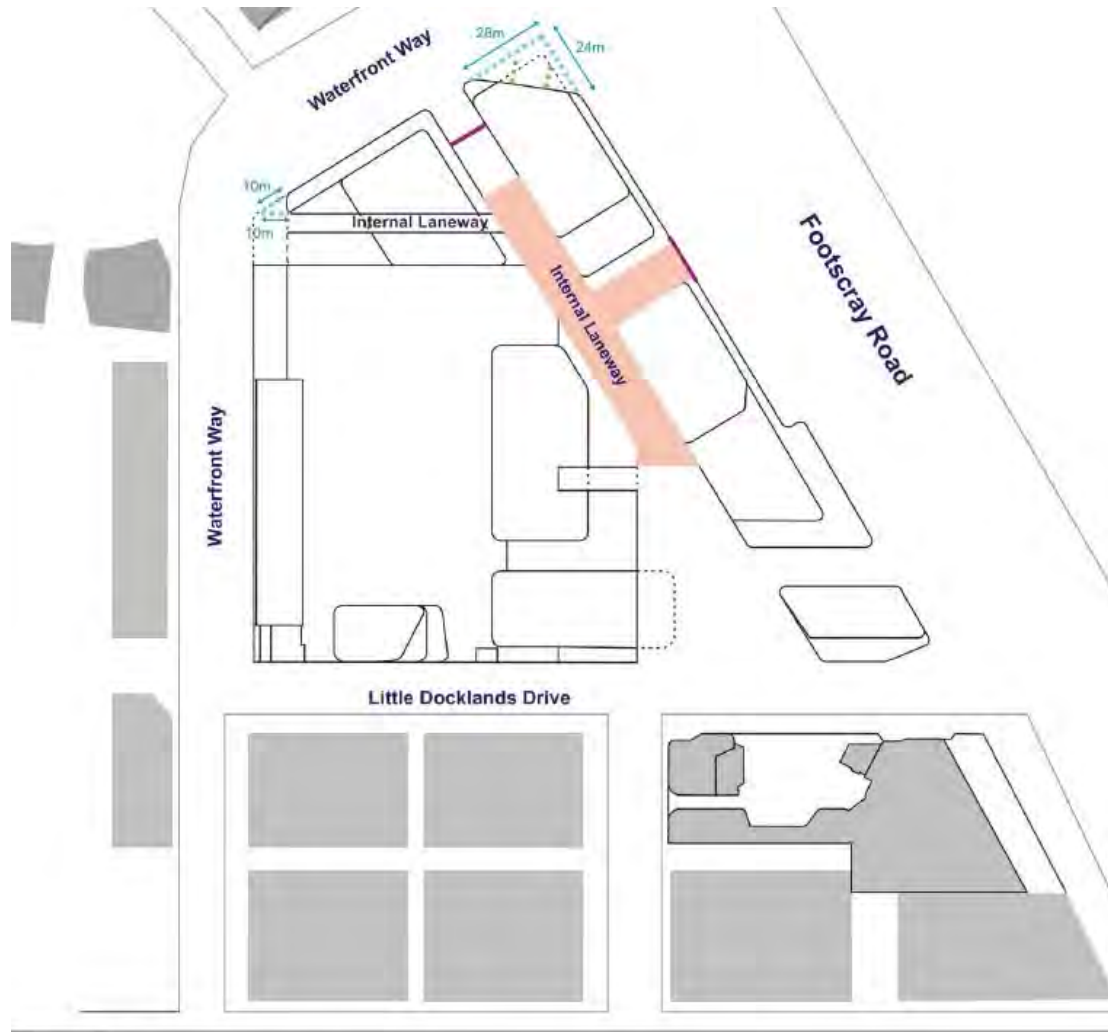 28m
24m
Waterfront Way
10m
10m
Internal Laneway
Internal Laneway
Footscray Road
Waterfront Way
Little Docklands Drive